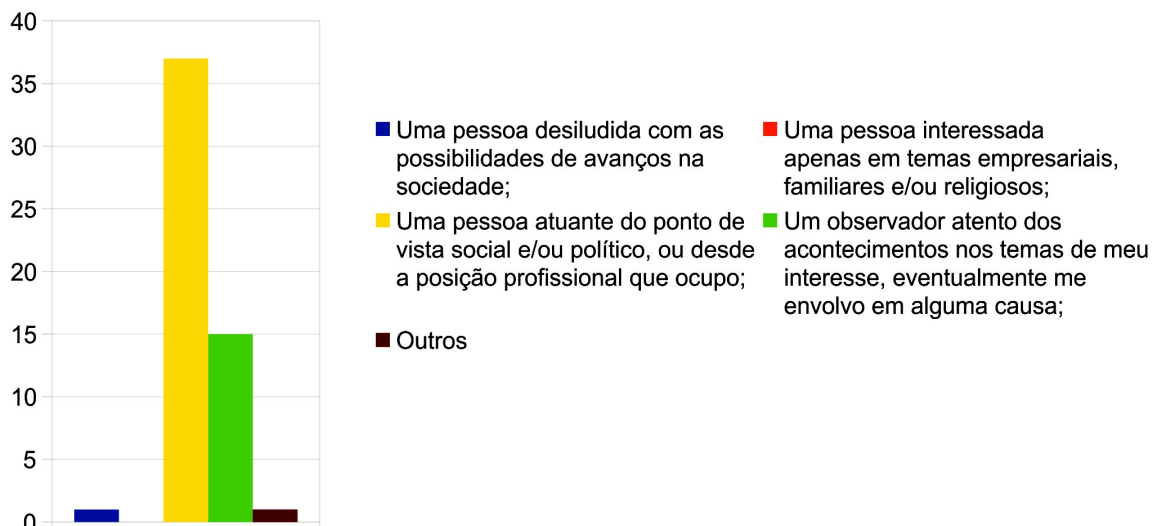 40
35
30
25
20
15
10
5
0
Uma pessoa desiludida com as
possibilidades de avanços na
sociedade;
Uma pessoa interessada
apenas em temas empresariais,
familiares e/ou religiosos;
Uma pessoa atuante do ponto de
vista social e/ou político, ou desde
a posição profissional que ocupo;
Um observador atento dos
acontecimentos nos temas de meu
interesse, eventualmente me
envolvo em alguma causa;
Outros